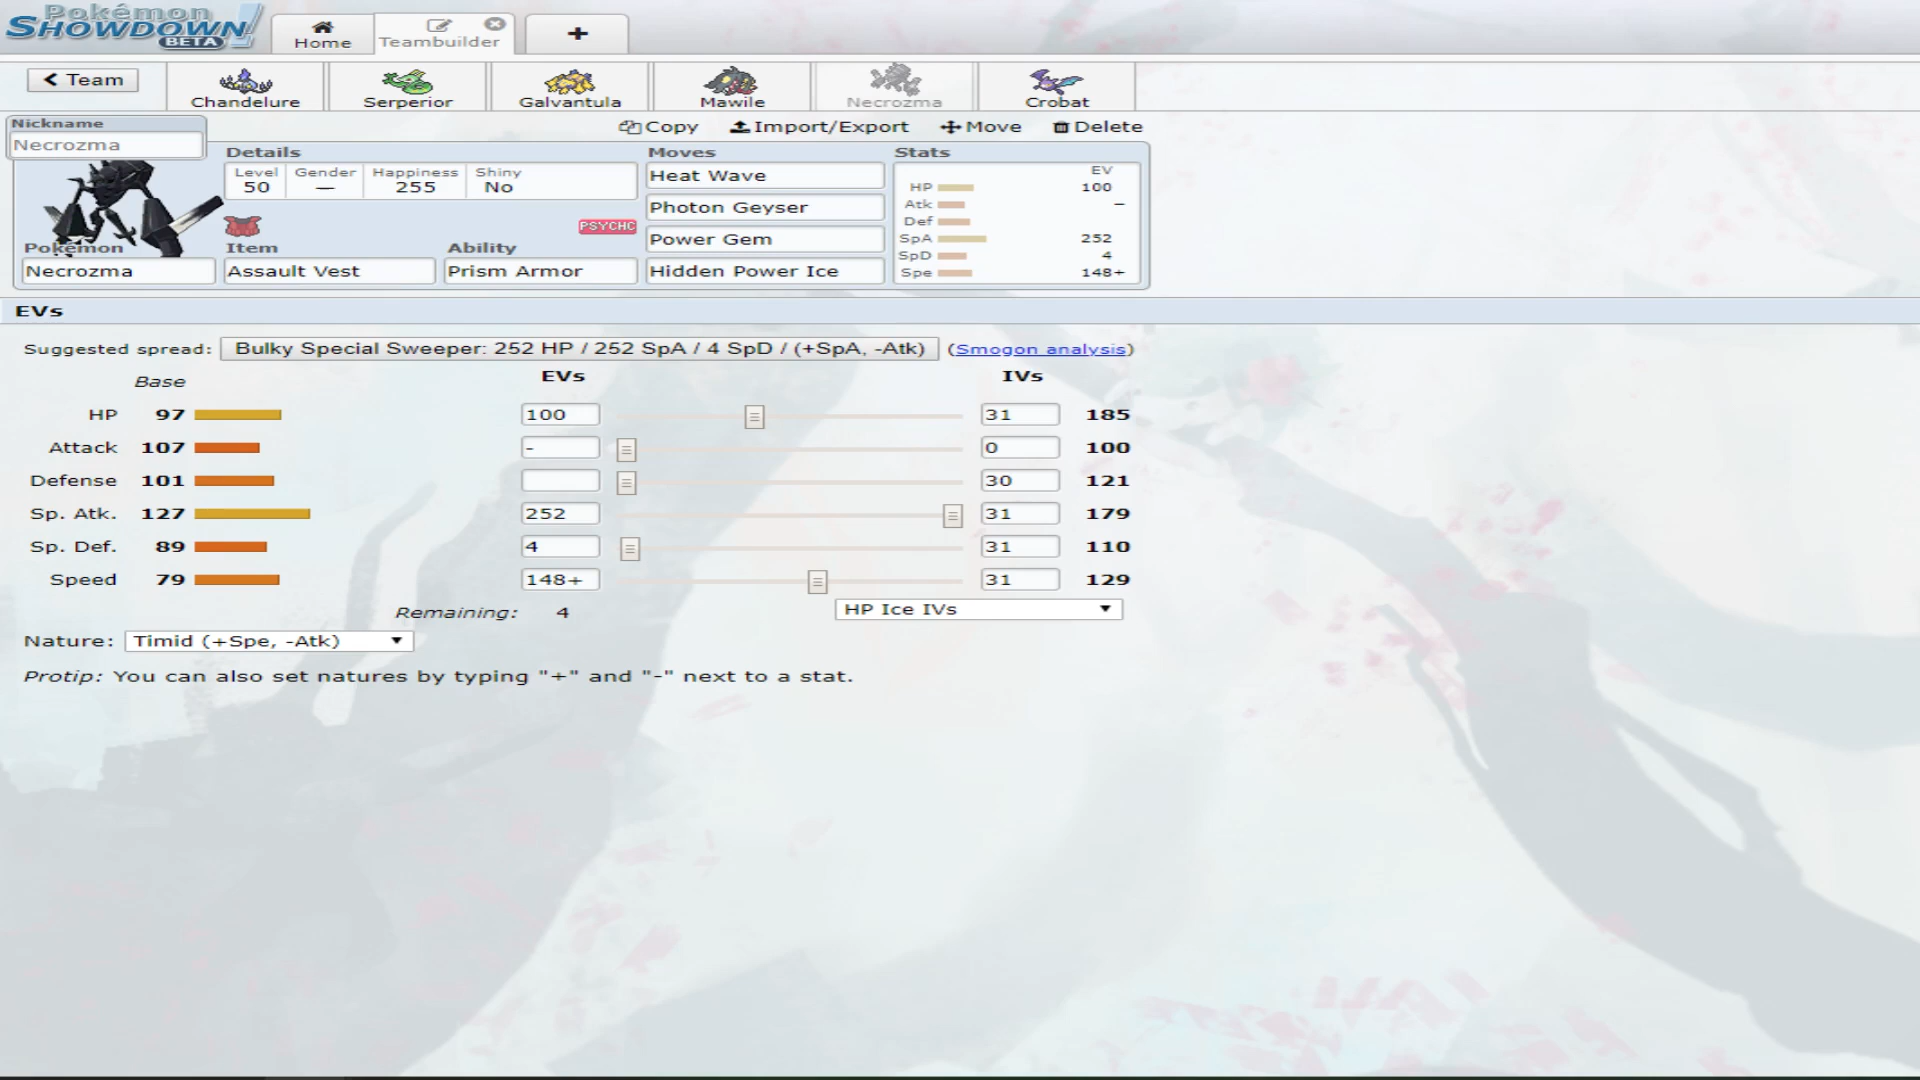 Pokémon
SHOWDOWN!
BETA
Home
Teambuilder
+
Team
Chandelure
Serperior
Galvantula
Mawile
Necrozma
Crobat
Copy
Import/Export
Move
Delete
Nickname
Necrozma
Details
Level
50
Gender
—
Happiness
255
Shiny
No
PSYCHC
Pokémon
Necrozma
Item
Assault Vest
Ability
Prism Armor
Moves
Heat Wave
Photon Geyser
Power Gem
Hidden Power Ice
Stats
EV
HP 100
Atk –
Def
SpA 252
SpD 4
Spe 148+
EVs
Suggested spread: Bulky Special Sweeper: 252 HP / 252 SpA / 4 SpD / (+SpA, -Atk) (Smogon analysis)
Base EVs IVs
HP 97 100 31 185
Attack 107 - 0 100
Defense 101 30 121
Sp. Atk. 127 252 31 179
Sp. Def. 89 4 31 110
Speed 79 148+ 31 129
Remaining: 4 HP Ice IVs
Nature: Timid (+Spe, -Atk)
Protip: You can also set natures by typing "+" and "-" next to a stat.